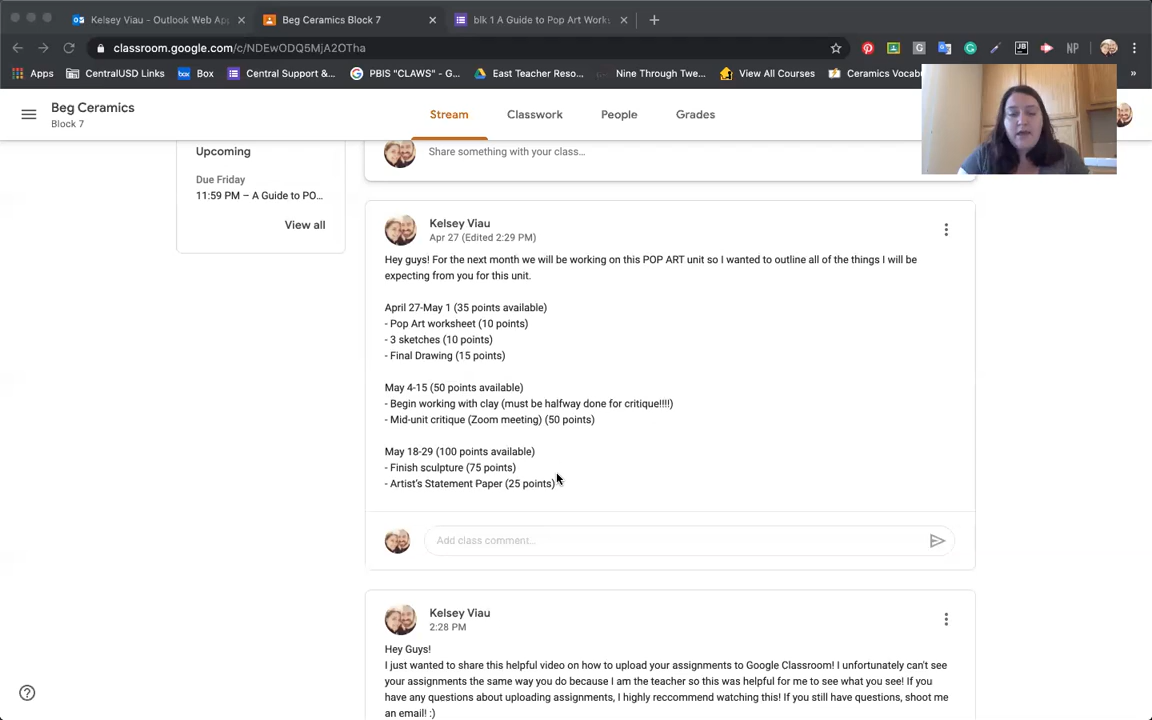 Kelsey Viau - Outlook Web Ap
Beg Ceramics Block 7
blk 1 A Guide to Pop Art Work
classroom.google.com/c/NDEwODQ5MjA2OTha
Apps
CentralUSD Links
Box
Central Support &...
PBIS "CLAWS" - G...
East Teacher Reso...
Nine Through Twe...
View All Courses
Ceramics Vocab
»
Beg Ceramics
Block 7
Stream
Classwork
People
Grades
Upcoming
Due Friday
11:59 PM – A Guide to PO...
View all
Share something with your class...
Kelsey Viau
Apr 27 (Edited 2:29 PM)
Hey guys! For the next month we will be working on this POP ART unit so I wanted to outline all of the things I will be
expecting from you for this unit.
April 27-May 1 (35 points available)
- Pop Art worksheet (10 points)
- 3 sketches (10 points)
- Final Drawing (15 points)
May 4-15 (50 points available)
- Begin working with clay (must be halfway done for critique!!!!)
- Mid-unit critique (Zoom meeting) (50 points)
May 18-29 (100 points available)
- Finish sculpture (75 points)
- Artist's Statement Paper (25 points)
Add class comment...
Kelsey Viau
2:28 PM
Hey Guys!
I just wanted to share this helpful video on how to upload your assignments to Google Classroom! I unfortunately can't see
your assignments the same way you do because I am the teacher so this was helpful for me to see what you see! If you
have any questions about uploading assignments, I highly reccommend watching this! If you still have questions, shoot me
an email! :)